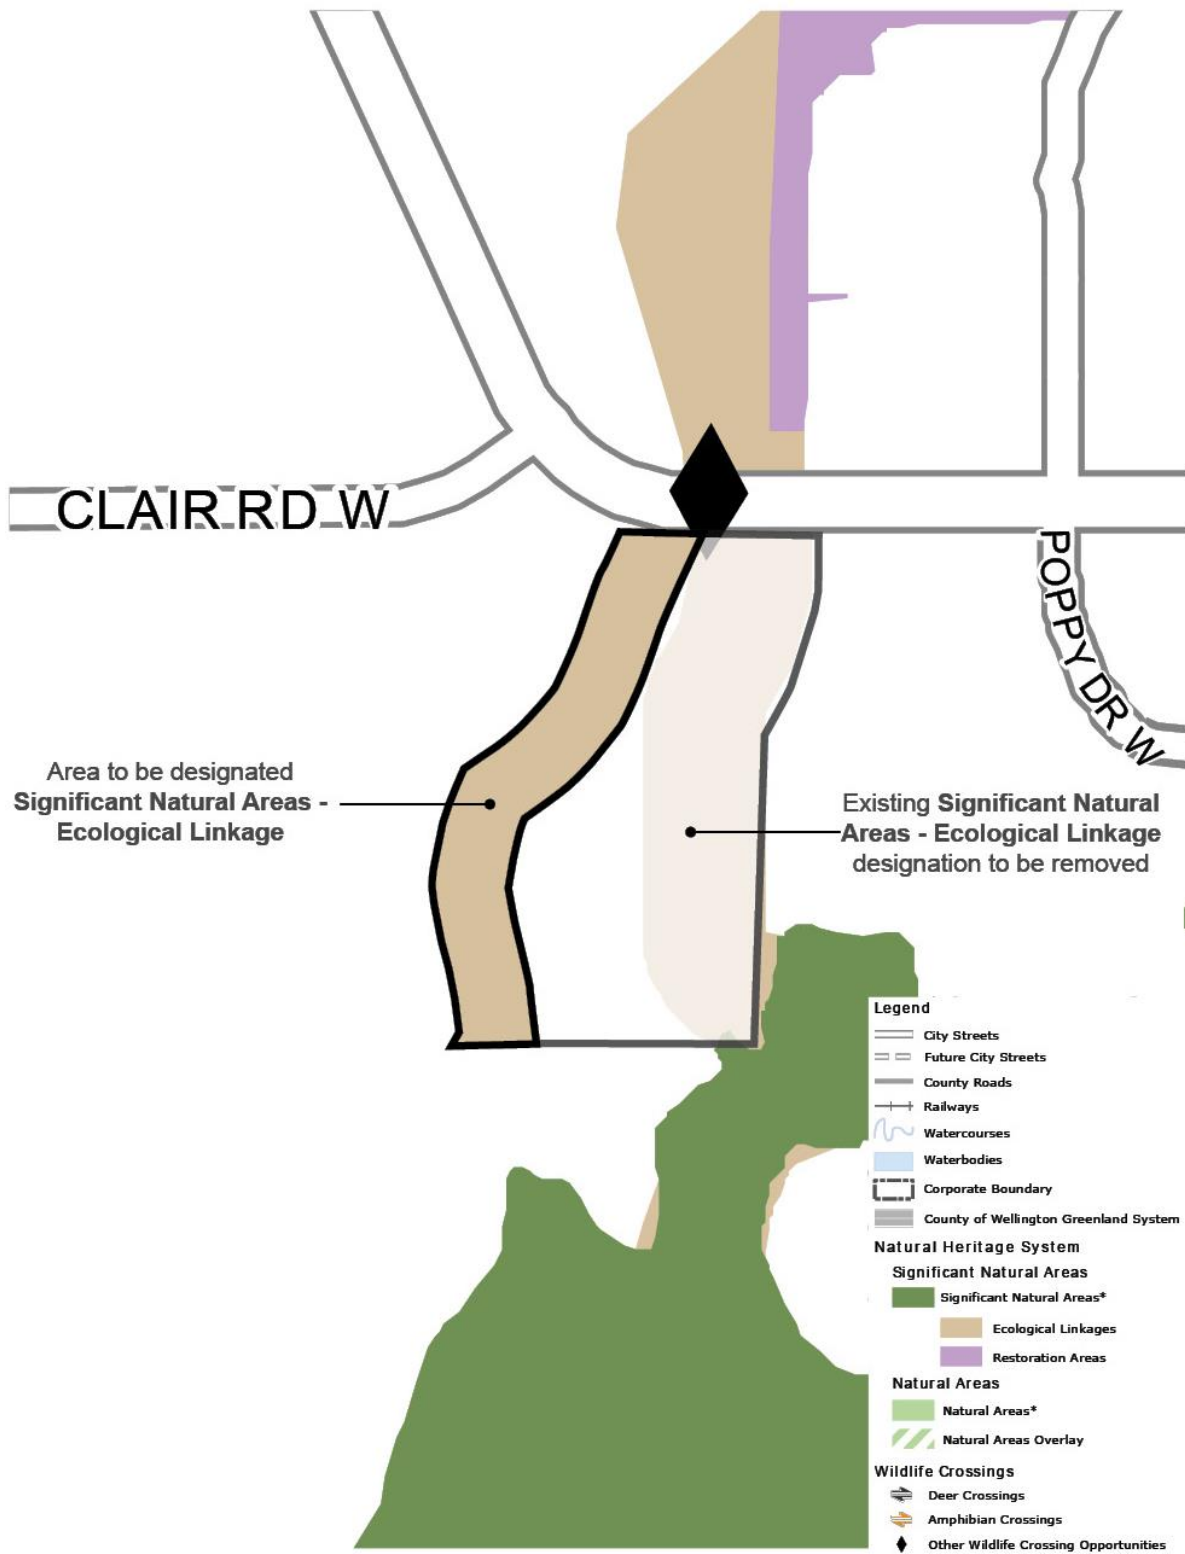 CLAIR RD W
POPPY DR W
Area to be designated
Significant Natural Areas -
Ecological Linkage
Existing Significant Natural
Areas - Ecological Linkage
designation to be removed
Legend
City Streets
Future City Streets
County Roads
Railways
Watercourses
Waterbodies
Corporate Boundary
County of Wellington Greenland System
Natural Heritage System
Significant Natural Areas
Significant Natural Areas*
Ecological Linkages
Restoration Areas
Natural Areas
Natural Areas*
Natural Areas Overlay
Wildlife Crossings
Deer Crossings
Amphibian Crossings
Other Wildlife Crossing Opportunities